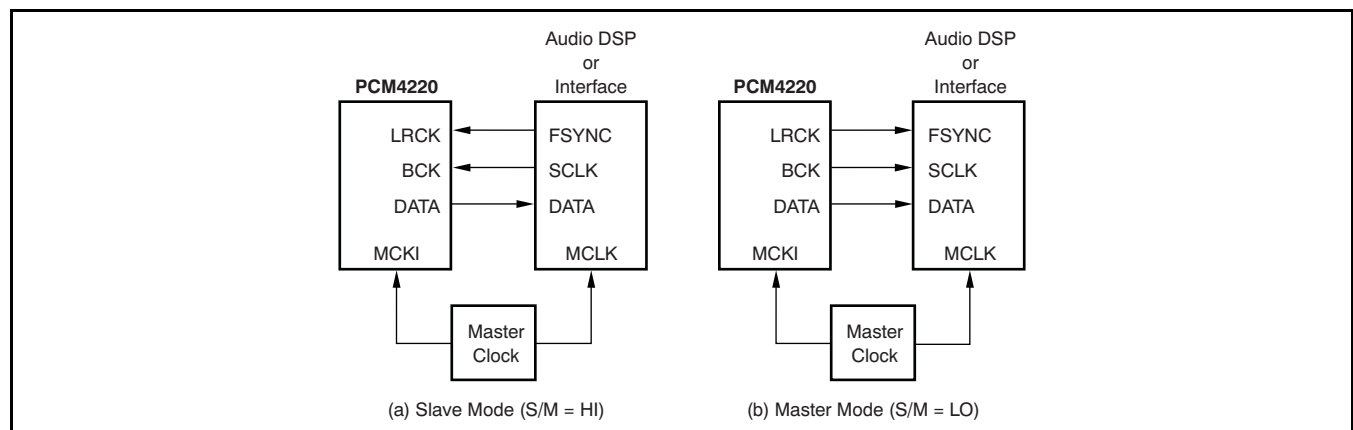 Audio DSP
or
Interface
PCM4220
LRCK
BCK
DATA
MCKI
FSYNC
SCLK
DATA
MCLK
Master
Clock
(a) Slave Mode (S/M = HI)
Audio DSP
or
Interface
PCM4220
LRCK
BCK
DATA
MCKI
FSYNC
SCLK
DATA
MCLK
Master
Clock
(b) Master Mode (S/M = LO)